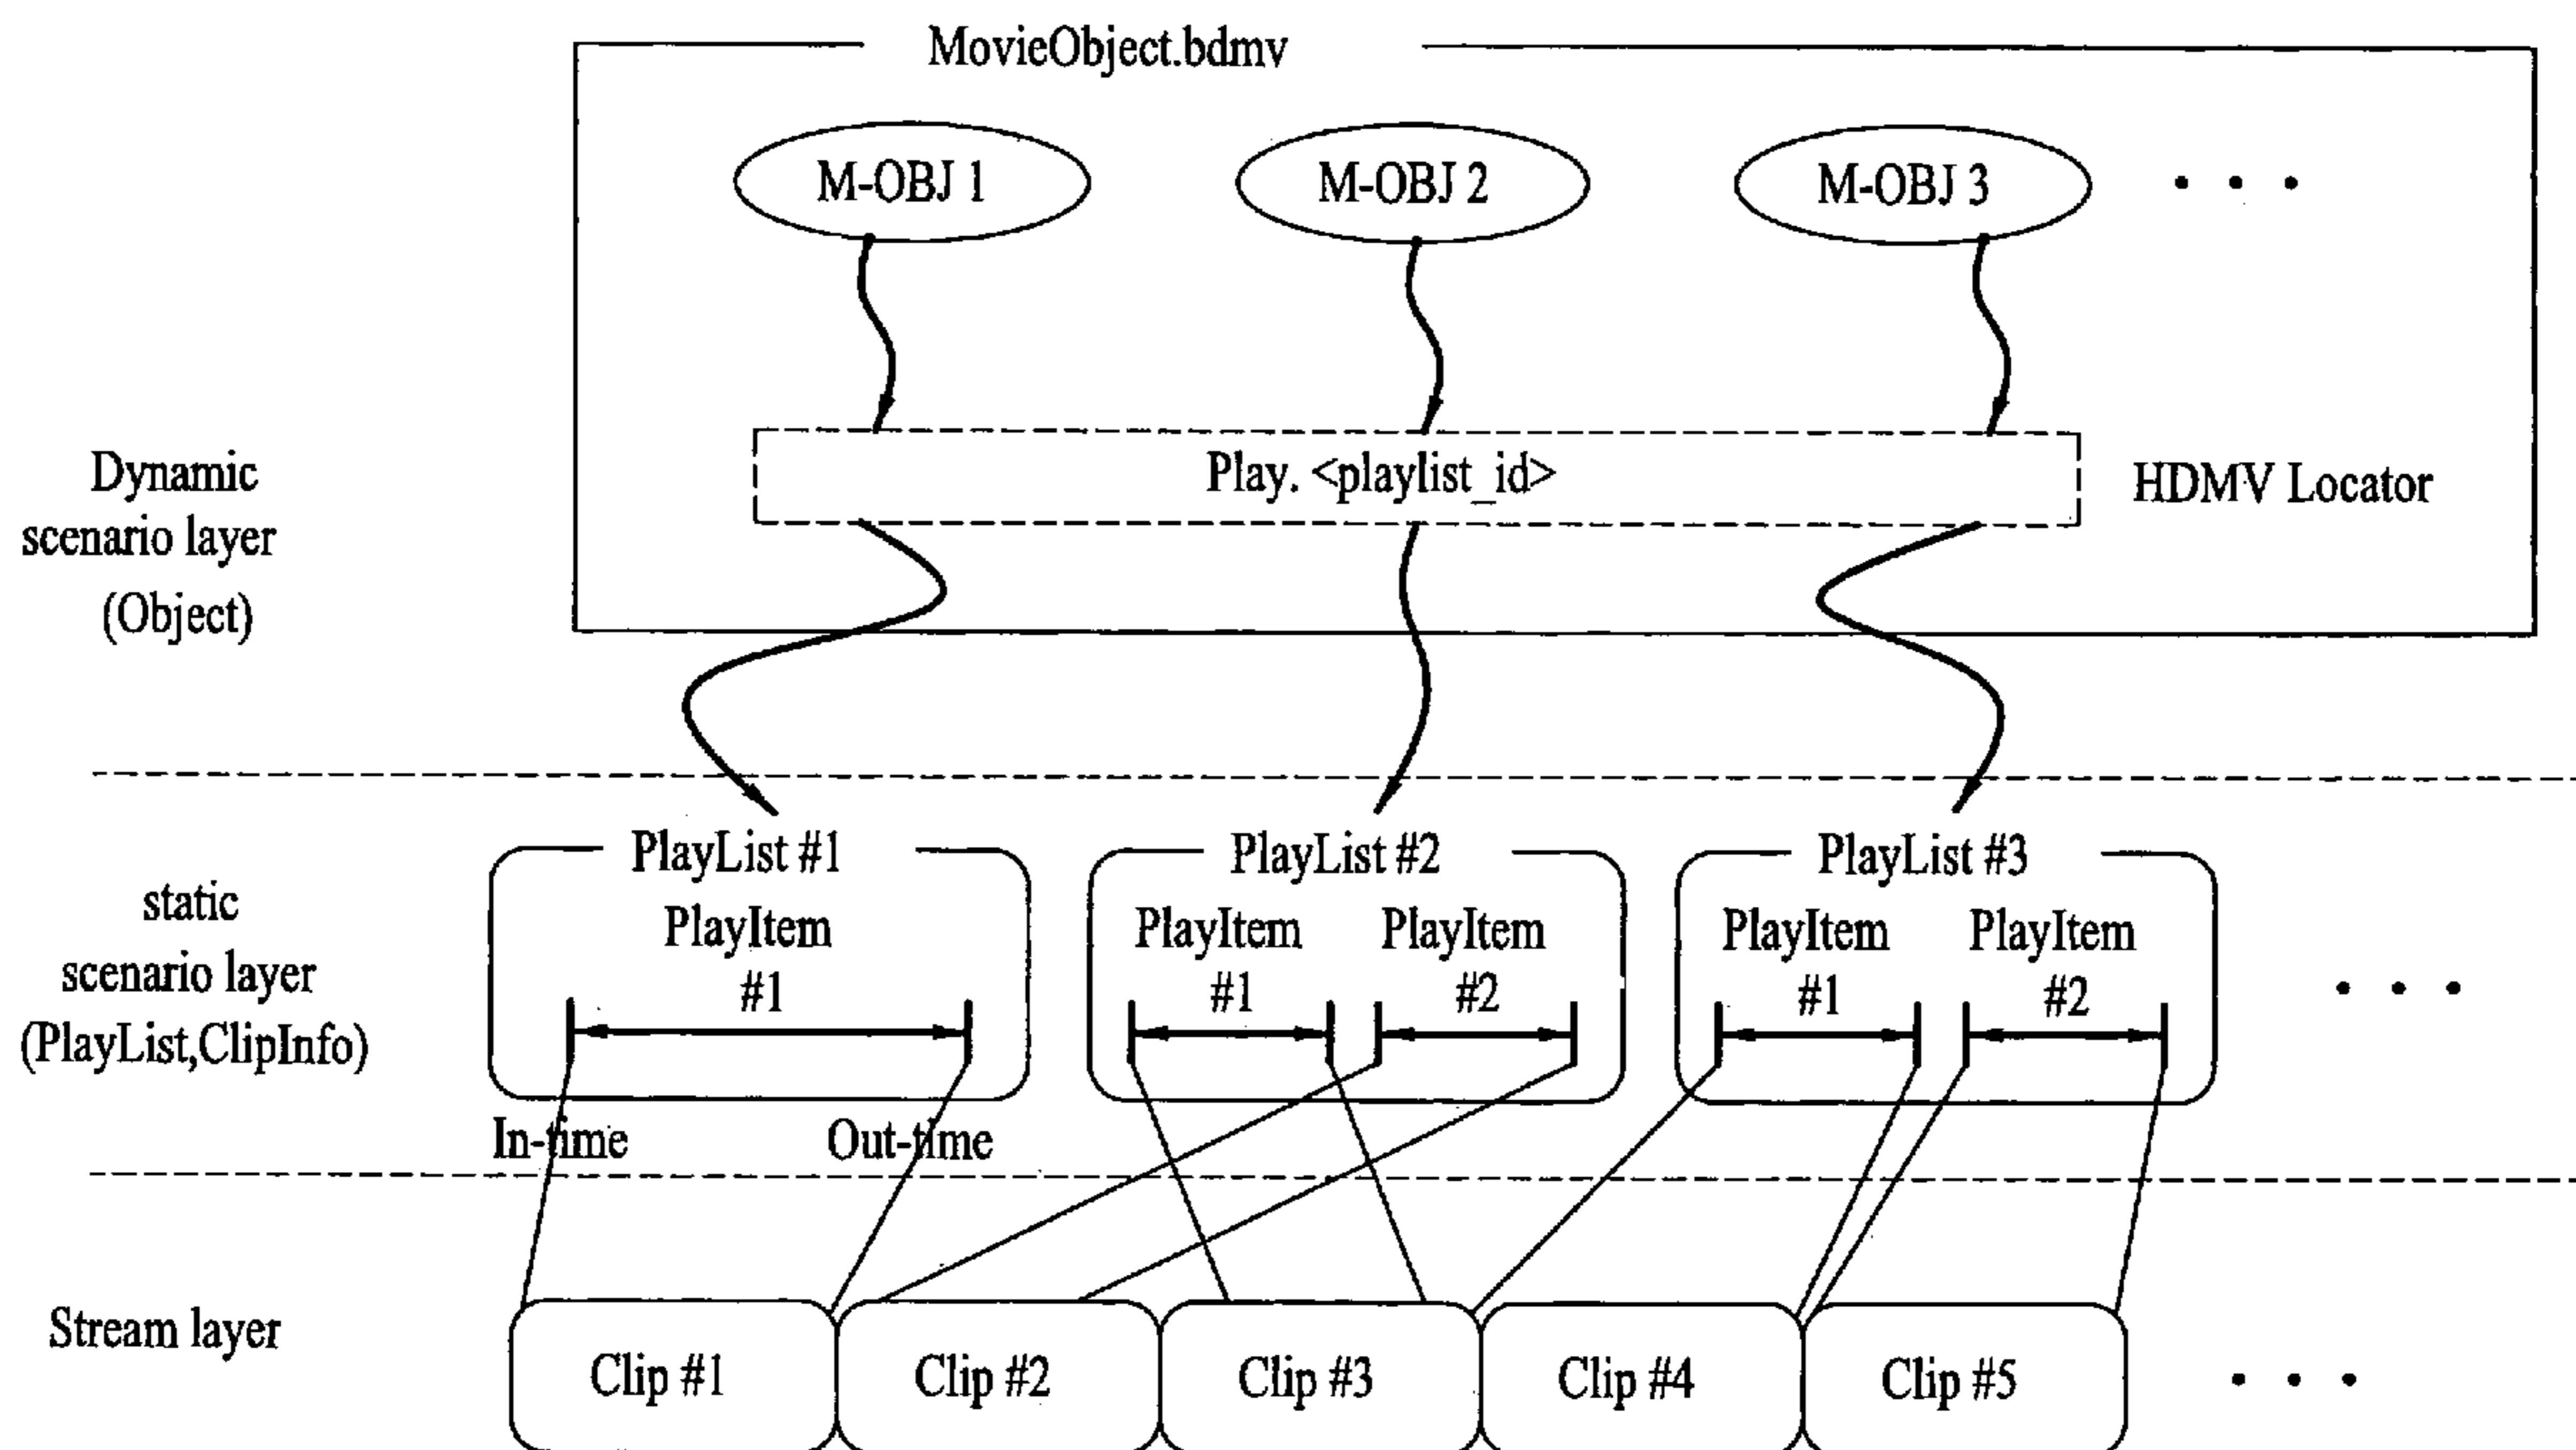 MovieObject.bdmv
M-OBJ 1
M-OBJ 2
M-OBJ 3
. . .
Play. <playlist_id>
HDMV Locator
Dynamic
scenario layer
(Object)
PlayList #1
PlayList #2
PlayList #3
PlayItem
#1
PlayItem
#1
PlayItem
#2
PlayItem
#1
PlayItem
#2
. . .
static
scenario layer
(PlayList,ClipInfo)
In-time
Out-time
Stream layer
Clip #1
Clip #2
Clip #3
Clip #4
Clip #5
. . .